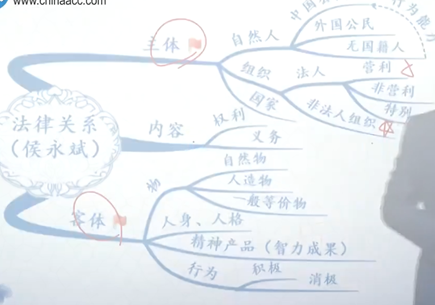 www.chinaacc.com
中国
行为能力
主体
自然人
外国公民
无国籍人
组织
法人
营利
非营利
特别
非法人组织
国家
法律关系
(侯永斌)
内容
权利
义务
客体
物
自然物
人造物
一般等价物
人身、人格
精神产品(智力成果)
行为
积极
消极